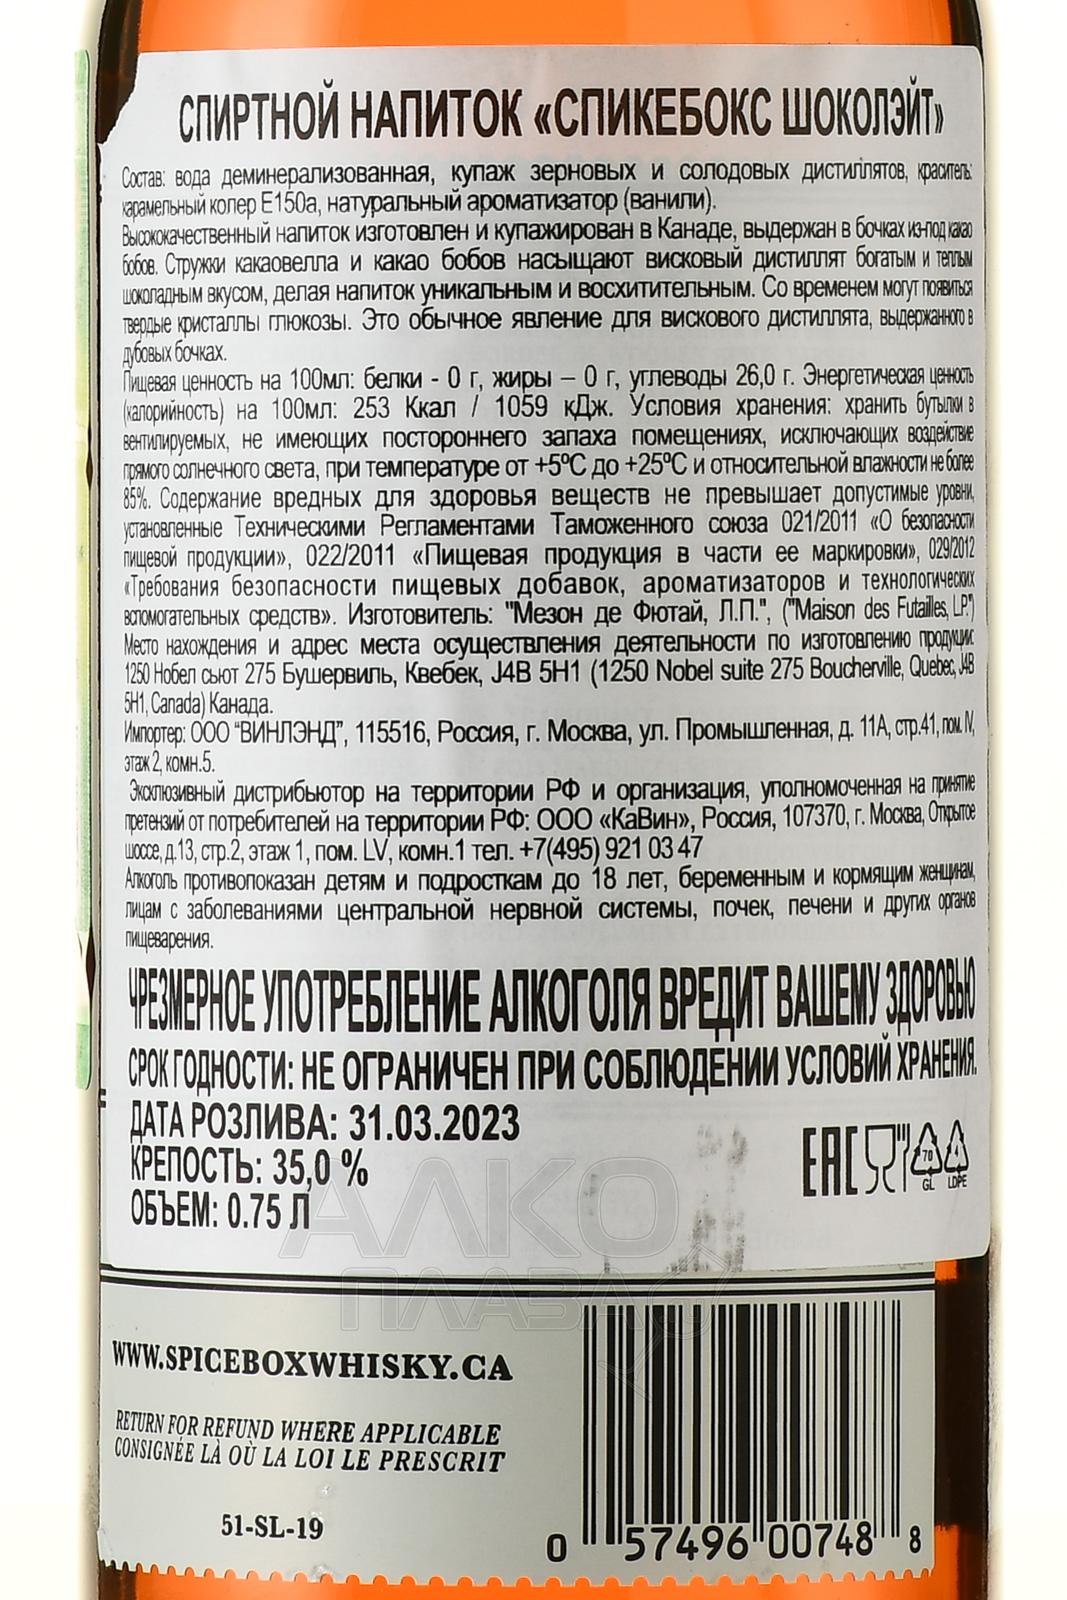 СПИРТНОЙ НАПИТОК «СПИКЕБОКС ШОКОЛЭЙТ»
Состав: вода деминерализованная, купаж зерновых и солодовых дистиллятов, краситель:
карамельный колер Е150а, натуральный ароматизатор (ванили).
Высококачественный напиток изготовлен и купажирован в Канаде, выдержан в бочках из-под какао
бобов. Стружки какаовелла и какао бобов насыщают висковый дистиллят богатым и теплым
шоколадным вкусом, делая напиток уникальным и восхитительным. Со временем могут появиться
твердые кристаллы глюкозы. Это обычное явление для вискового дистиллята, выдержанного в
дубовых бочках.
Пищевая ценность на 100мл: белки - 0 г, жиры – 0 г, углеводы 26,0 г. Энергетическая ценность
(калорийность) на 100мл: 253 Ккал / 1059 кДж. Условия хранения: хранить бутылки в
вентилируемых, не имеющих постороннего запаха помещениях, исключающих воздействие
прямого солнечного света, при температуре от +5ºС до +25ºС и относительной влажности не более
85%. Содержание вредных для здоровья веществ не превышает допустимые уровни,
установленные Техническими Регламентами Таможенного союза 021/2011 «О безопасности
пищевой продукции», 022/2011 «Пищевая продукция в части ее маркировки», 029/2012
«Требования безопасности пищевых добавок, ароматизаторов и технологических
вспомогательных средств». Изготовитель: "Мезон де Фютай, Л.П.", ("Maison des Futailles, L.P.")
Место нахождения и адрес места осуществления деятельности по изготовлению продукции:
1250 Нобел сьют 275 Бушервиль, Квебек, J4B 5H1 (1250 Nobel suite 275 Boucherville, Quebec, J4B
5H1, Canada) Канада.
Импортер: ООО "ВИНЛЭНД", 115516, Россия, г. Москва, ул. Промышленная, д. 11А, стр.41, пом. IV,
этаж 2, комн.5.
Эксклюзивный дистрибьютор на территории РФ и организация, уполномоченная на принятие
претензий от потребителей на территории РФ: ООО «КаВин», Россия, 107370, г. Москва, Открытое
шоссе, д.13, стр.2, этаж 1, пом. LV, комн.1 тел. +7(495) 921 03 47
Алкоголь противопоказан детям и подросткам до 18 лет, беременным и кормящим женщинам,
лицам с заболеваниями центральной нервной системы, почек, печени и других органов
пищеварения.
ЧРЕЗМЕРНОЕ УПОТРЕБЛЕНИЕ АЛКОГОЛЯ ВРЕДИТ ВАШЕМУ ЗДОРОВЬЮ
СРОК ГОДНОСТИ: НЕ ОГРАНИЧЕН ПРИ СОБЛЮДЕНИИ УСЛОВИЙ ХРАНЕНИЯ.
ДАТА РОЗЛИВА: 31.03.2023
КРЕПОСТЬ: 35,0 %
ОБЪЕМ: 0.75 Л
EAC
70
GL
4
LDPE
АЛКО
ПЛАЗА
WWW.SPICEBOXWHISKY.CA
RETURN FOR REFUND WHERE APPLICABLE
CONSIGNÉE LÀ OÙ LA LOI LE PRESCRIT
51-SL-19
0 57496 00748 8